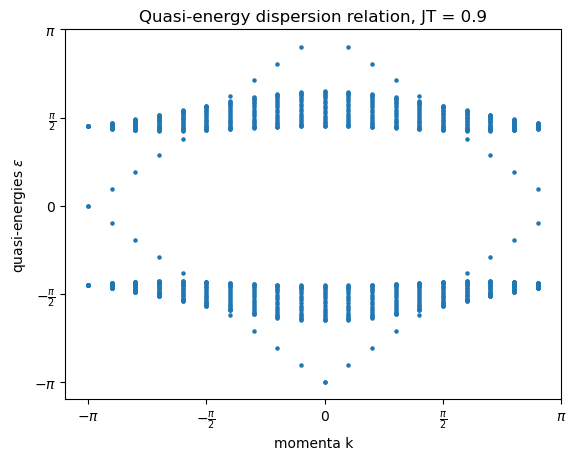 Quasi-energy dispersion relation, JT = 0.9
π
π/2
0
−π/2
−π
quasi-energies ε
−π
−π/2
0
π/2
π
momenta k